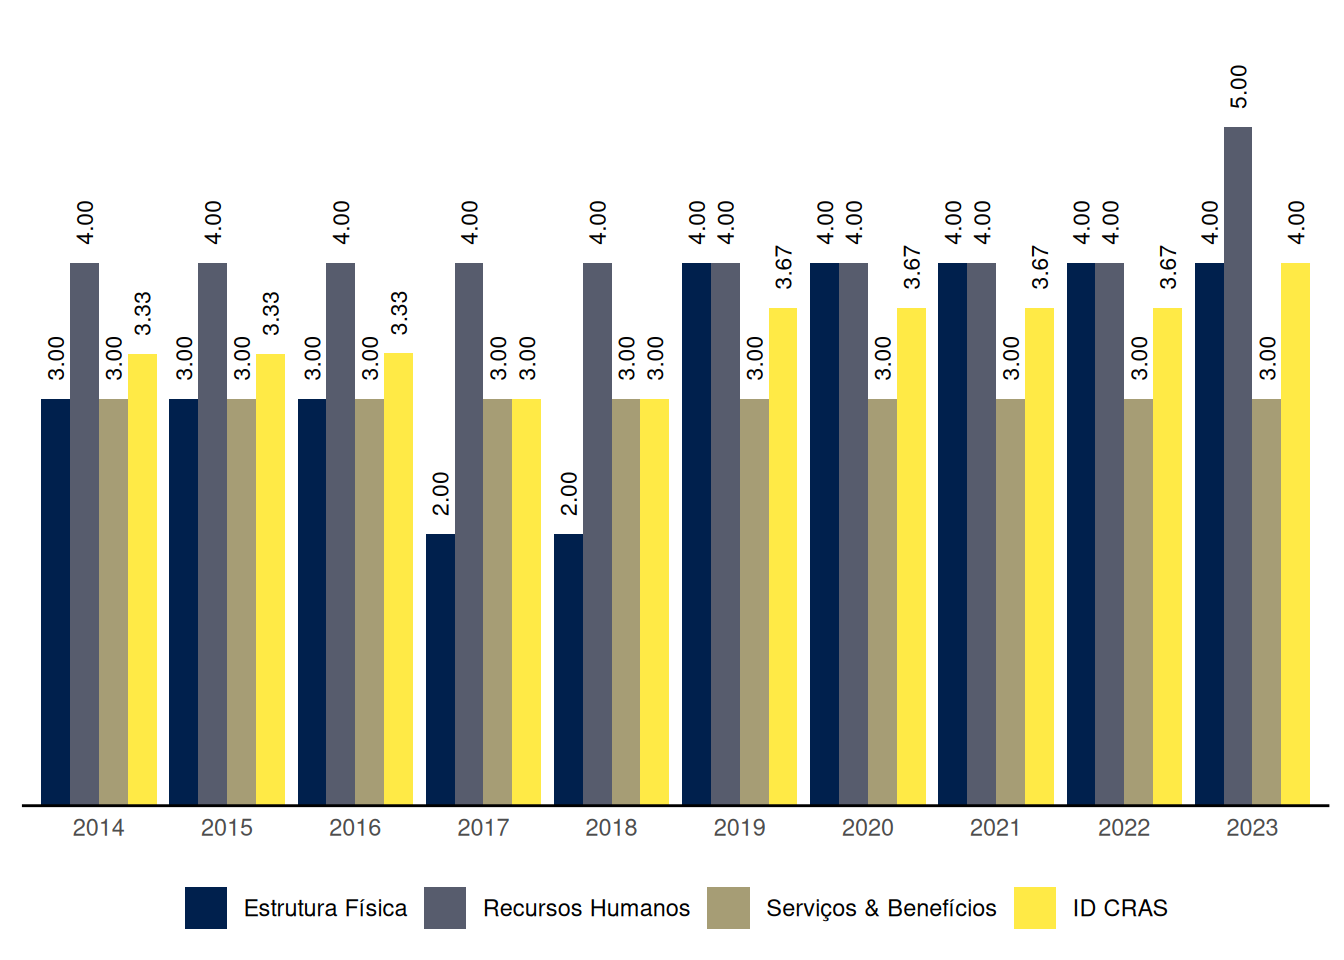 5.00
4.00 4.00 4.00 4.00 4.00 4.00 4.00 4.00 4.00 4.00 4.00 4.00 4.00 4.00 4.00
3.67 3.67 3.67 3.67
3.33 3.33 3.33
3.00 3.00 3.00 3.00 3.00 3.00 3.00 3.00 3.00 3.00 3.00 3.00 3.00 3.00 3.00
2.00 2.00
2014 2015 2016 2017 2018 2019 2020 2021 2022 2023
Estrutura Física Recursos Humanos Serviços & Benefícios ID CRAS